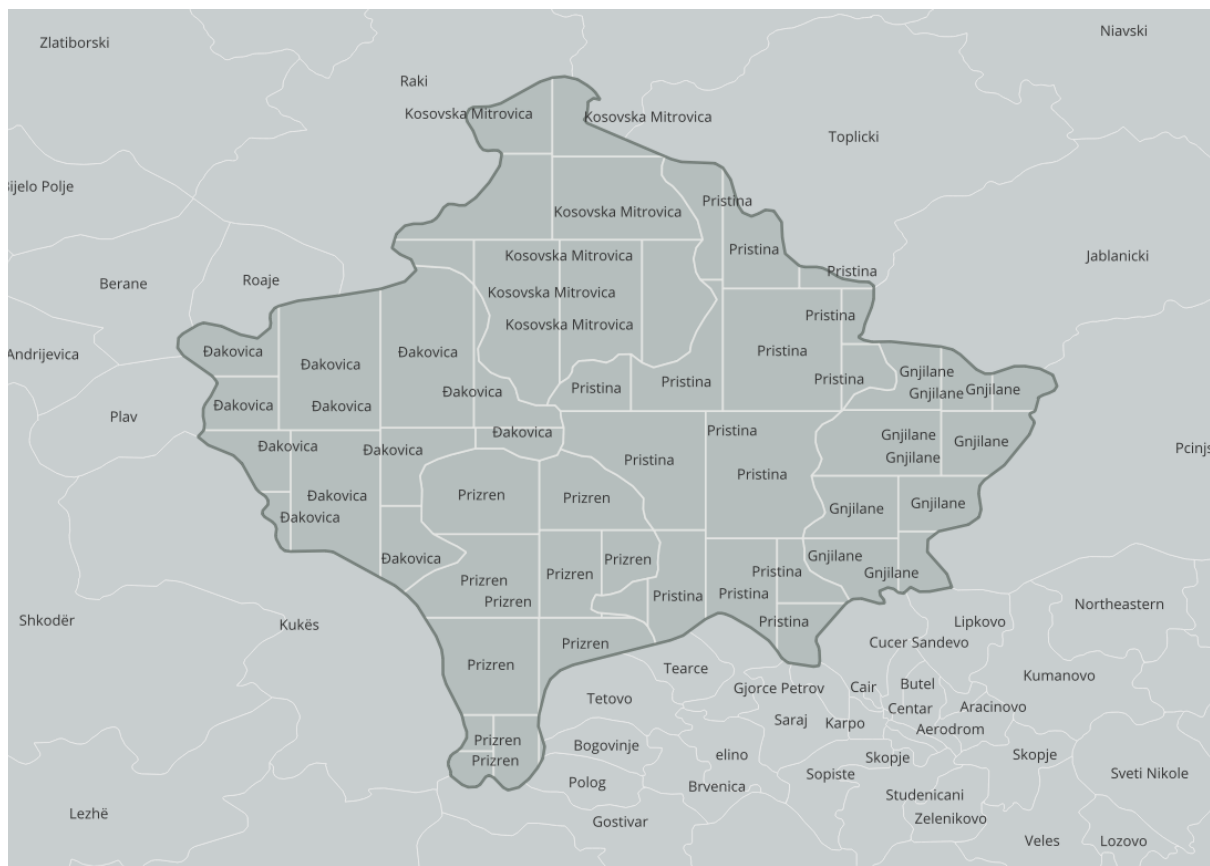 Zlatiborski
Niavski
Raki
Kosovska Mitrovica
Kosovska Mitrovica
Toplicki
Bijelo Polje
Pristina
Kosovska Mitrovica
Pristina
Kosovska Mitrovica
Jablanicki
Pristina
Berane
Roaje
Kosovska Mitrovica
Pristina
Kosovska Mitrovica
Andrijevica
Đakovica
Đakovica
Pristina
Đakovica
Gnjilane
Pristina
Pristina
Pristina
Đakovica
Gnjilane
Gnjilane
Đakovica
Đakovica
Plav
Đakovica
Pristina
Đakovica
Gnjilane
Gnjilane
Đakovica
Đakovica
Pcinjs
Pristina
Gnjilane
Pristina
Đakovica
Prizren
Prizren
Gnjilane
Gnjilane
Đakovica
Đakovica
Prizren
Gnjilane
Prizren
Pristina
Gnjilane
Prizren
Pristina
Pristina
Prizren
Northeastern
Shkodër
Kukës
Pristina
Lipkovo
Prizren
Cucer Sandevo
Prizren
Tearce
Kumanovo
Gjorce Petrov
Cair
Butel
Tetovo
Centar
Aracinovo
Saraj
Karpo
Aerodrom
Prizren
Bogovinje
elino
Skopje
Skopje
Prizren
Sopiste
Sveti Nikole
Polog
Brvenica
Studenicani
Lezhë
Gostivar
Zelenikovo
Veles
Lozovo